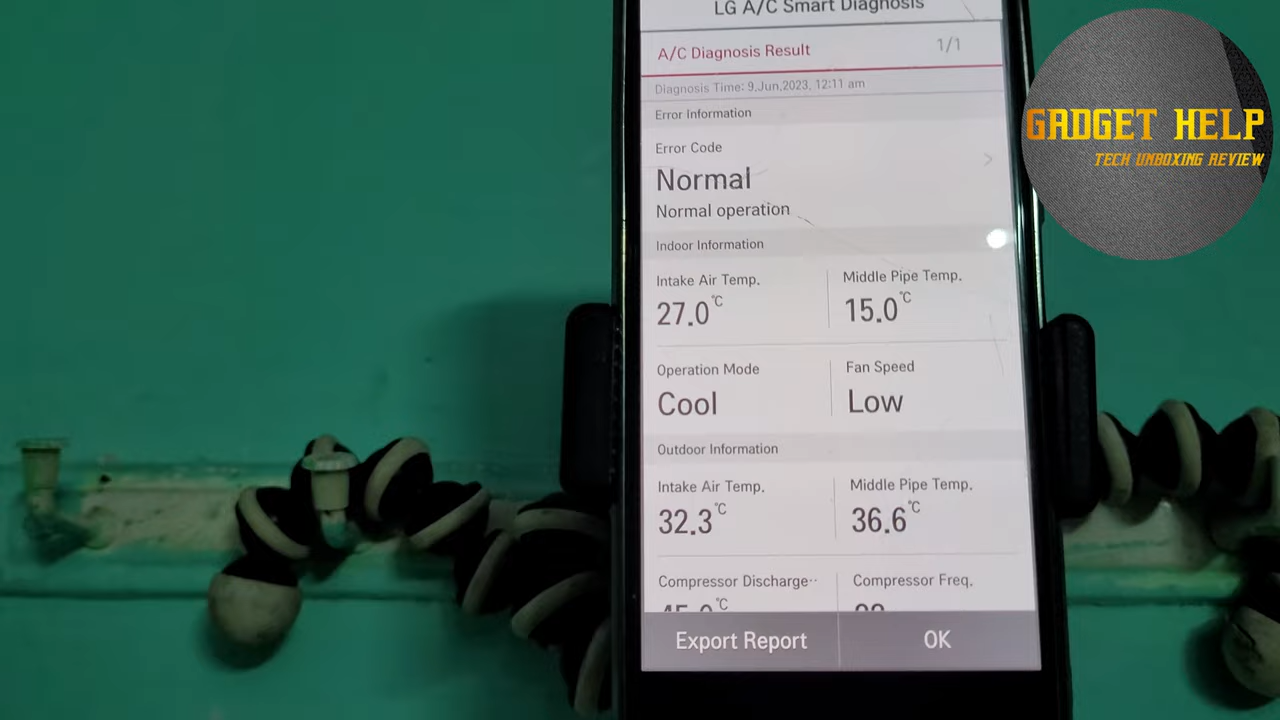 LG A/C Smart Diagnosis
A/C Diagnosis Result 1/1
Diagnosis Time: 9,Jun,2023, 12:11 am
Error Information
Error Code
Normal
Normal operation
Indoor Information
Intake Air Temp. Middle Pipe Temp.
27.0℃ 15.0℃
Operation Mode Fan Speed
Cool Low
Outdoor Information
Intake Air Temp. Middle Pipe Temp.
32.3℃ 36.6℃
Compressor Discharge·· Compressor Freq.
℃
Export Report OK
GADGET HELP
TECH UNBOXING REVIEW